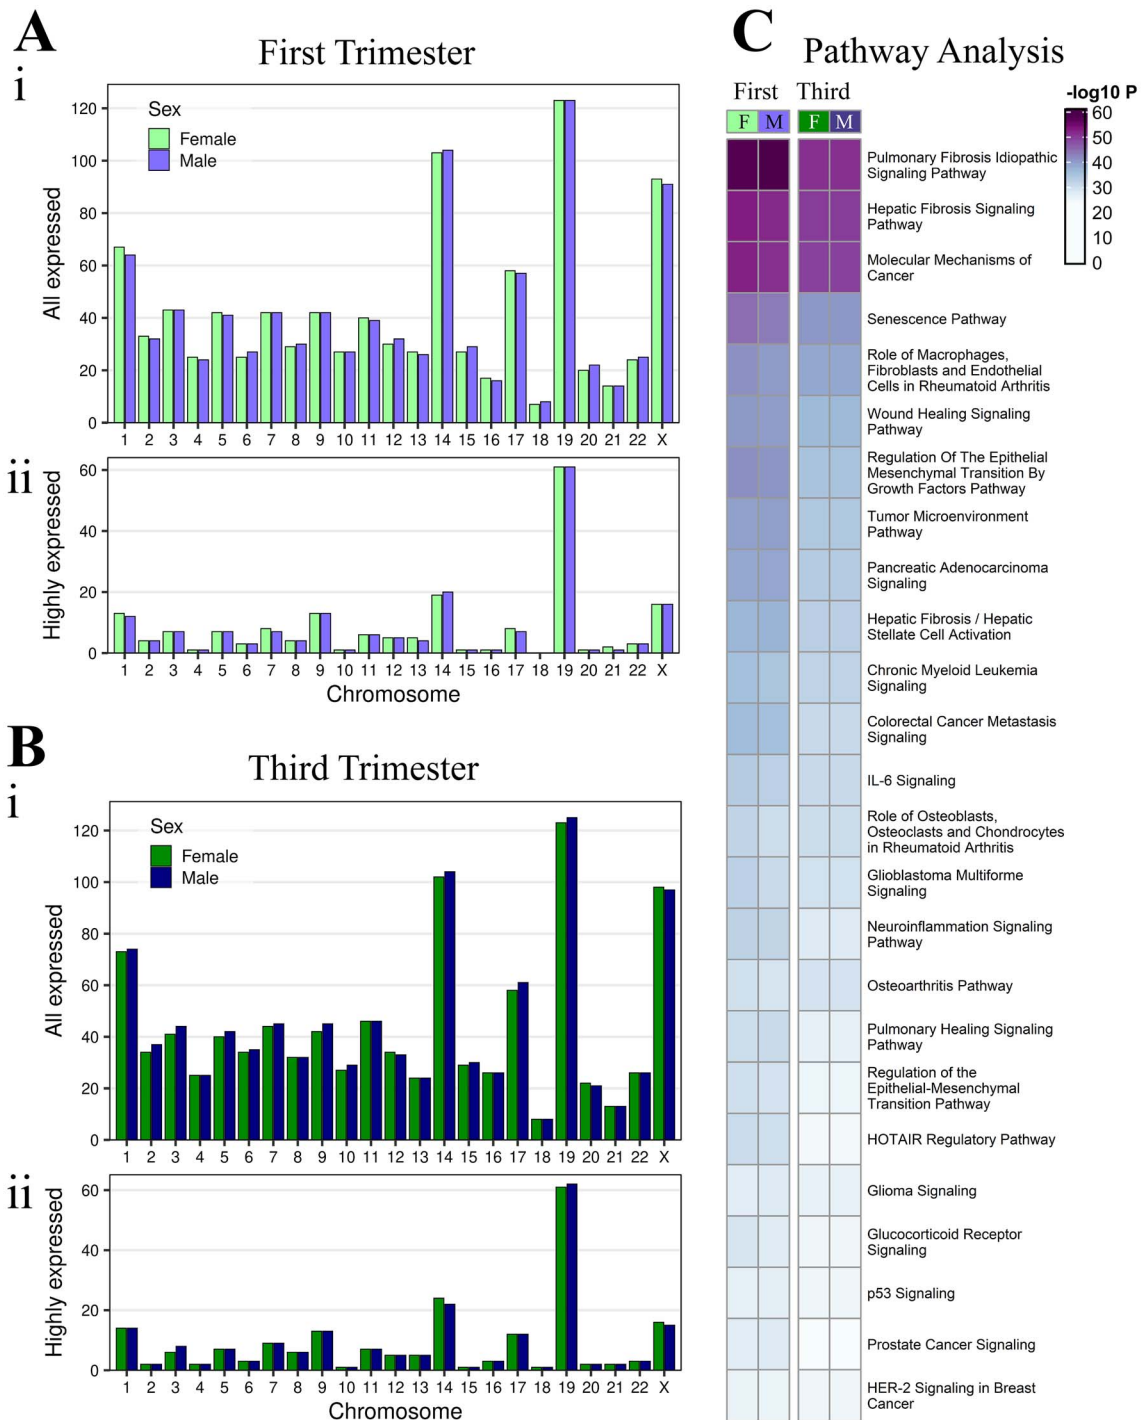 A
First Trimester
i
Sex
Female
Male
All expressed
120
100
80
60
40
20
0
1 2 3 4 5 6 7 8 9 10 11 12 13 14 15 16 17 18 19 20 21 22 X
ii
Highly expressed
60
40
20
0
1 2 3 4 5 6 7 8 9 10 11 12 13 14 15 16 17 18 19 20 21 22 X
Chromosome
B
Third Trimester
i
Sex
Female
Male
All expressed
120
100
80
60
40
20
0
1 2 3 4 5 6 7 8 9 10 11 12 13 14 15 16 17 18 19 20 21 22 X
ii
Highly expressed
60
40
20
0
1 2 3 4 5 6 7 8 9 10 11 12 13 14 15 16 17 18 19 20 21 22 X
Chromosome
C
Pathway Analysis
First Third
F M F M
-log10 P
60
50
40
30
20
10
0
Pulmonary Fibrosis Idiopathic
Signaling Pathway
Hepatic Fibrosis Signaling
Pathway
Molecular Mechanisms of
Cancer
Senescence Pathway
Role of Macrophages,
Fibroblasts and Endothelial
Cells in Rheumatoid Arthritis
Wound Healing Signaling
Pathway
Regulation Of The Epithelial
Mesenchymal Transition By
Growth Factors Pathway
Tumor Microenvironment
Pathway
Pancreatic Adenocarcinoma
Signaling
Hepatic Fibrosis / Hepatic
Stellate Cell Activation
Chronic Myeloid Leukemia
Signaling
Colorectal Cancer Metastasis
Signaling
IL-6 Signaling
Role of Osteoblasts,
Osteoclasts and Chondrocytes
in Rheumatoid Arthritis
Glioblastoma Multiforme
Signaling
Neuroinflammation Signaling
Pathway
Osteoarthritis Pathway
Pulmonary Healing Signaling
Pathway
Regulation of the
Epithelial-Mesenchymal
Transition Pathway
HOTAIR Regulatory Pathway
Glioma Signaling
Glucocorticoid Receptor
Signaling
p53 Signaling
Prostate Cancer Signaling
HER-2 Signaling in Breast
Cancer